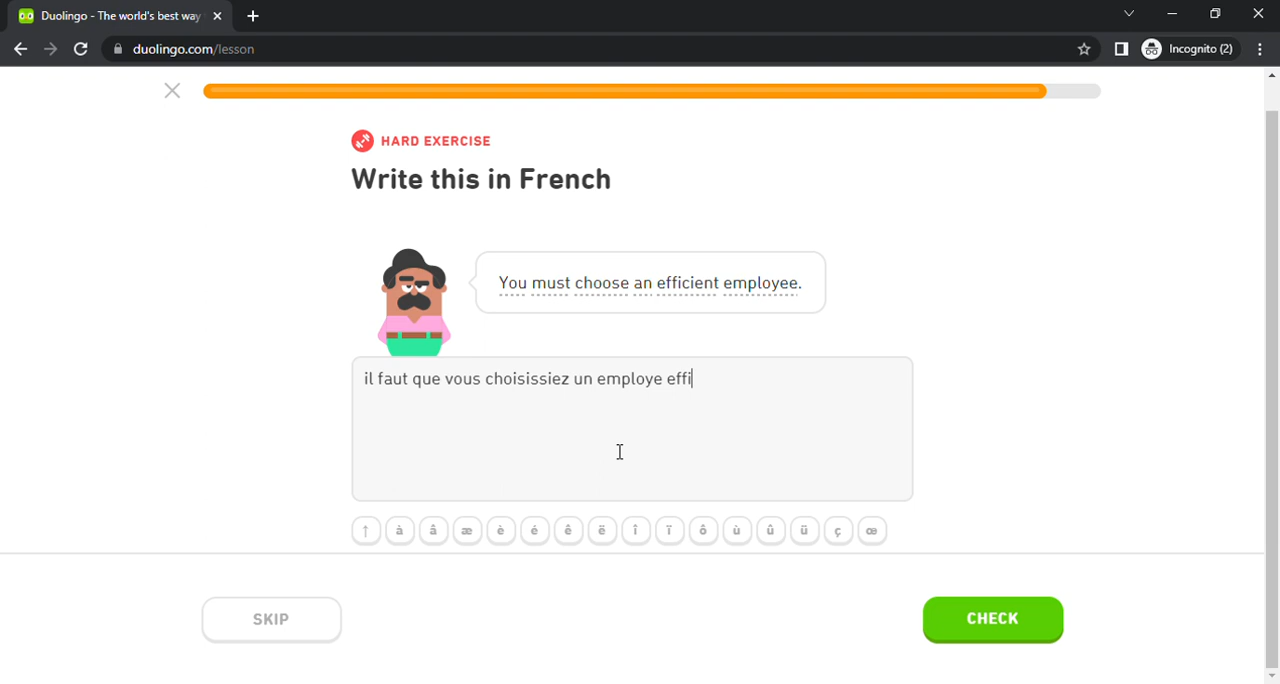 Duolingo - The world's best way
duolingo.com/lesson
Incognito (2)
HARD EXERCISE
Write this in French
You must choose an efficient employee.
il faut que vous choisissiez un employe effi
↑ à â æ è é ê ë î ï ô ù û ü ç œ
SKIP
CHECK